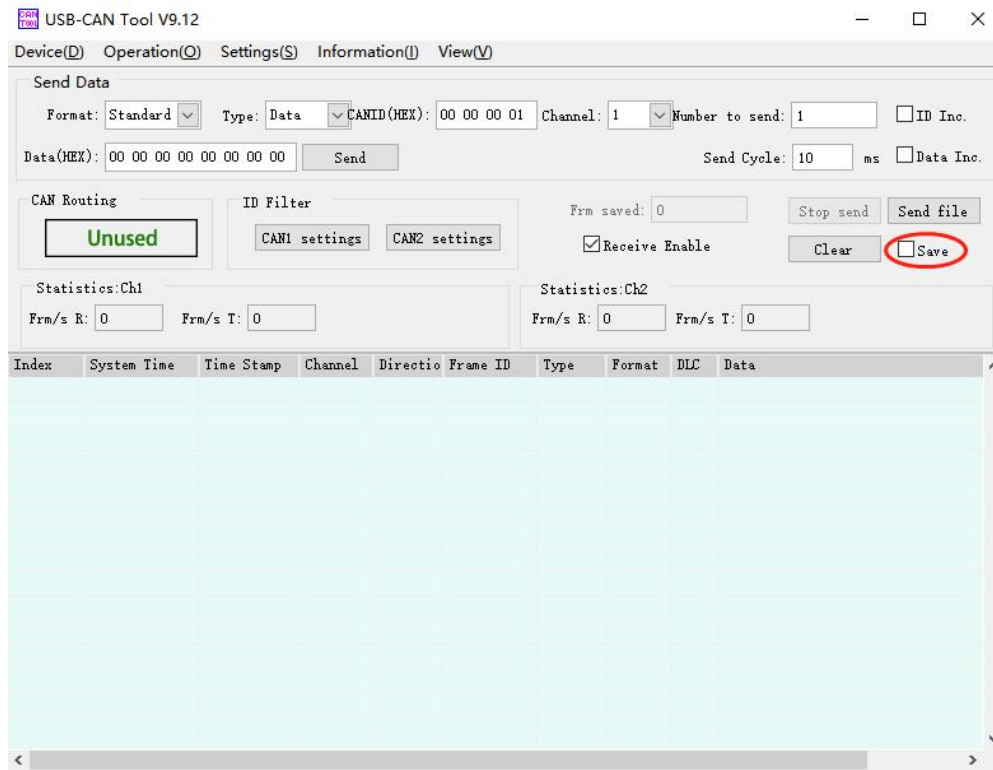 CAN TOOL USB-CAN Tool V9.12
Device(D) Operation(O) Settings(S) Information(I) View(V)
Send Data
Format: Standard Type: Data CANID(HEX): 00 00 00 01 Channel: 1 Number to send: 1 ID Inc.
Data(HEX): 00 00 00 00 00 00 00 00 Send Send Cycle: 10 ms Data Inc.
CAN Routing ID Filter
Frm saved: 0 Stop send Send file
Unused CAN1 settings CAN2 settings Receive Enable Clear Save
Statistics:Ch1 Statistics:Ch2
Frm/s R: 0 Frm/s T: 0 Frm/s R: 0 Frm/s T: 0
Index System Time Time Stamp Channel Directio Frame ID Type Format DLC Data